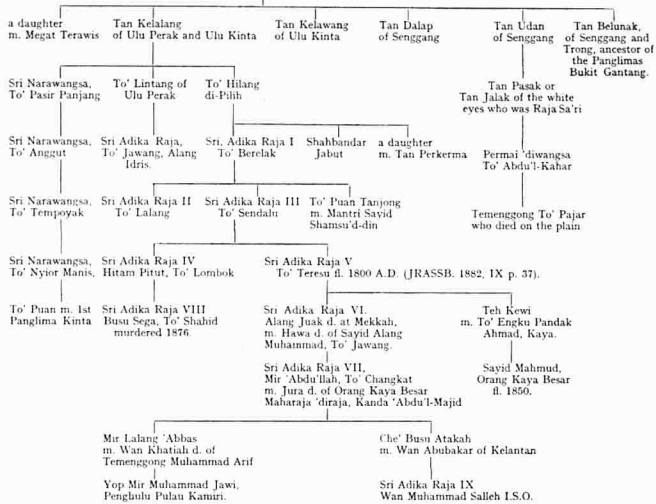 a daughter
m. Megat Terawis
Tan Kelalang
of Ulu Perak and Ulu Kinta
Tan Kelawang
of Ulu Kinta
Tan Dalap
of Senggang
Tan Udan
of Senggang
Tan Belunak,
of Senggang and
Trong, ancestor of
the Panglimas
Bukit Gantang.
Sri Narawangsa,
To' Pasir Panjang
To' Lintang of
Ulu Perak
To' Hilang
di-Pilih
Tan Pasak or
Tan Jalak of the white
eyes who was Raja Sa'ri
Sri Narawangsa,
To' Anggut
Sri Adika Raja,
To' Jawang, Alang
Idris.
Sri, Adika Raja I
To' Berelak
Shahbandar
Jabut
a daughter
m. Tan Perkerma
Permai 'diwangsa
To' Abdu'l-Kahar
Sri Narawangsa,
To' Tempoyak
Sri Adika Raja II
To' Lalang
Sri Adika Raja III
To' Sendalu
To' Puan Tanjong
m. Mantri Sayid
Shamsu'd-din
Temenggong To' Pajar
who died on the plain
Sri Narawangsa,
To' Nyior Manis,
Sri Adika Raja IV
Hitam Pitut, To' Lombok
Sri Adika Raja V
To' Teresu fl. 1800 A.D. (JRASSB. 1882, IX p. 37).
To' Puan m. 1st
Panglima Kinta
Sri Adika Raja VIII
Busu Sega, To' Shahid
murdered 1876.
Sri Adika Raja VI.
Alang Juak d. at Mekkah,
m. Hawa d. of Sayid Alang
Muhammad, To' Jawang.
Teh Kewi
m. To' Engku Pandak
Ahmad, Kaya.
Sri Adika Raja VII,
Mir 'Abdu'llah, To' Changkat
m. Jura d. of Orang Kaya Besar
Maharaja 'diraja, Kanda 'Abdu'l-Majid
Sayid Mahmud,
Orang Kaya Besar
fl. 1850.
Mir Lalang 'Abbas
m. Wan Khatiah d. of
Temenggong Muhammad Arif
Che' Busu Atakah
m. Wan Abubakar of Kelantan
Yop Mir Muhammad Jawi,
Penghulu Pulau Kamiri.
Sri Adika Raja IX
Wan Muhammad Salleh I.S.O.